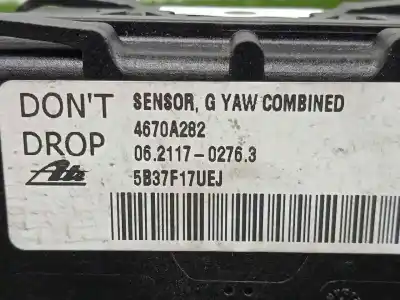 DON'T
DROP
Ate
SENSOR, G YAW COMBINED
4670A282
06.2117-0276.3
5B37F17UEJ